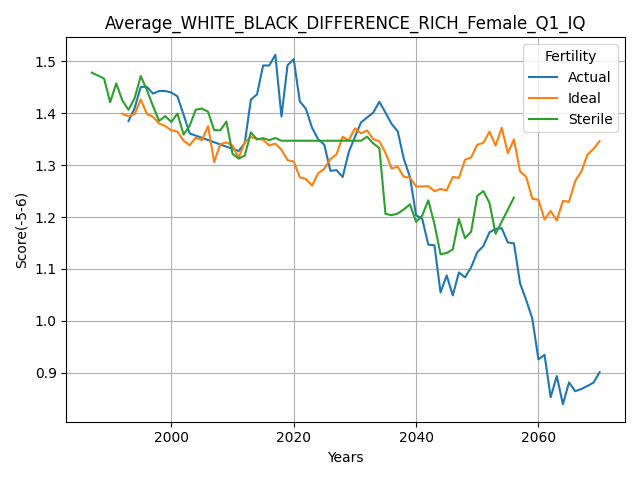 Average_WHITE_BLACK_DIFFERENCE_RICH_Female_Q1_IQ
Fertility
Actual
Ideal
Sterile
Score(-5-6)
1.5
1.4
1.3
1.2
1.1
1.0
0.9
2000
2020
2040
2060
Years